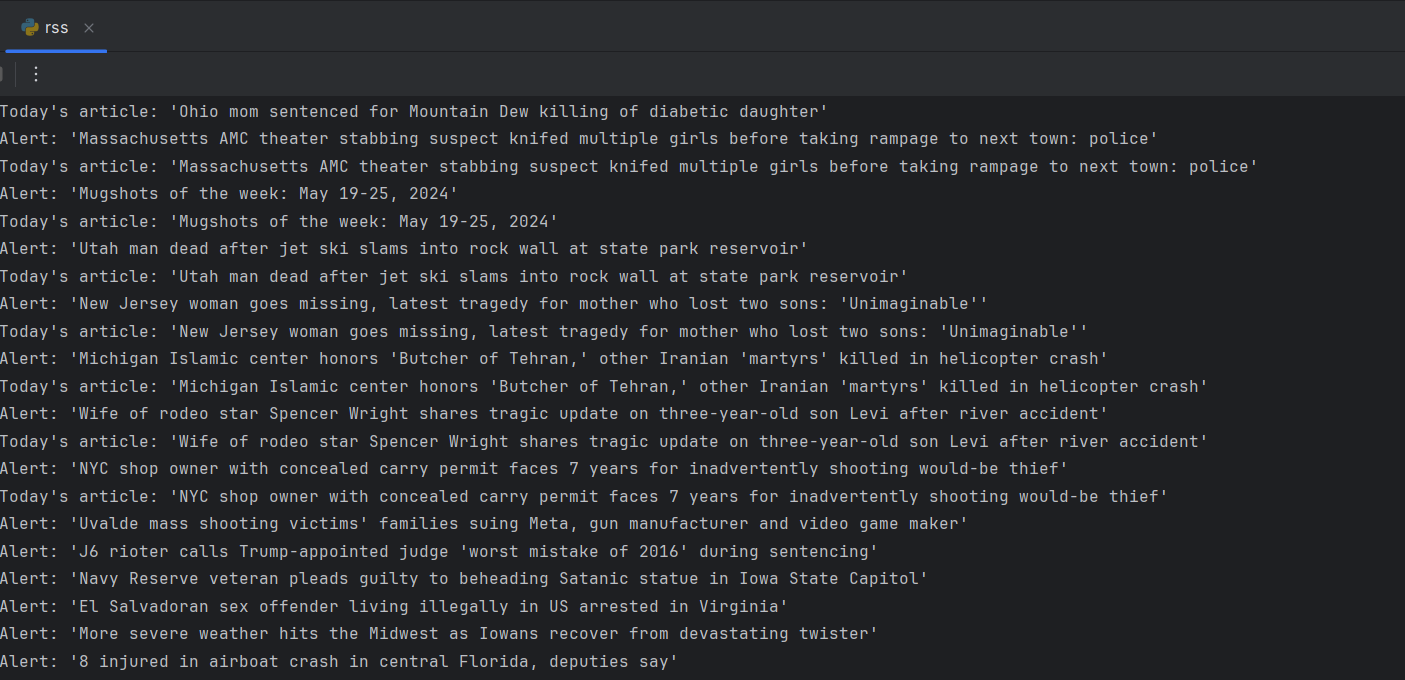 rss
Today's article: 'Ohio mom sentenced for Mountain Dew killing of diabetic daughter'
Alert: 'Massachusetts AMC theater stabbing suspect knifed multiple girls before taking rampage to next town: police'
Today's article: 'Massachusetts AMC theater stabbing suspect knifed multiple girls before taking rampage to next town: police'
Alert: 'Mugshots of the week: May 19-25, 2024'
Today's article: 'Mugshots of the week: May 19-25, 2024'
Alert: 'Utah man dead after jet ski slams into rock wall at state park reservoir'
Today's article: 'Utah man dead after jet ski slams into rock wall at state park reservoir'
Alert: 'New Jersey woman goes missing, latest tragedy for mother who lost two sons: 'Unimaginable''
Today's article: 'New Jersey woman goes missing, latest tragedy for mother who lost two sons: 'Unimaginable''
Alert: 'Michigan Islamic center honors 'Butcher of Tehran,' other Iranian 'martyrs' killed in helicopter crash'
Today's article: 'Michigan Islamic center honors 'Butcher of Tehran,' other Iranian 'martyrs' killed in helicopter crash'
Alert: 'Wife of rodeo star Spencer Wright shares tragic update on three-year-old son Levi after river accident'
Today's article: 'Wife of rodeo star Spencer Wright shares tragic update on three-year-old son Levi after river accident'
Alert: 'NYC shop owner with concealed carry permit faces 7 years for inadvertently shooting would-be thief'
Today's article: 'NYC shop owner with concealed carry permit faces 7 years for inadvertently shooting would-be thief'
Alert: 'Uvalde mass shooting victims' families suing Meta, gun manufacturer and video game maker'
Alert: 'J6 rioter calls Trump-appointed judge 'worst mistake of 2016' during sentencing'
Alert: 'Navy Reserve veteran pleads guilty to beheading Satanic statue in Iowa State Capitol'
Alert: 'El Salvadoran sex offender living illegally in US arrested in Virginia'
Alert: 'More severe weather hits the Midwest as Iowans recover from devastating twister'
Alert: '8 injured in airboat crash in central Florida, deputies say'